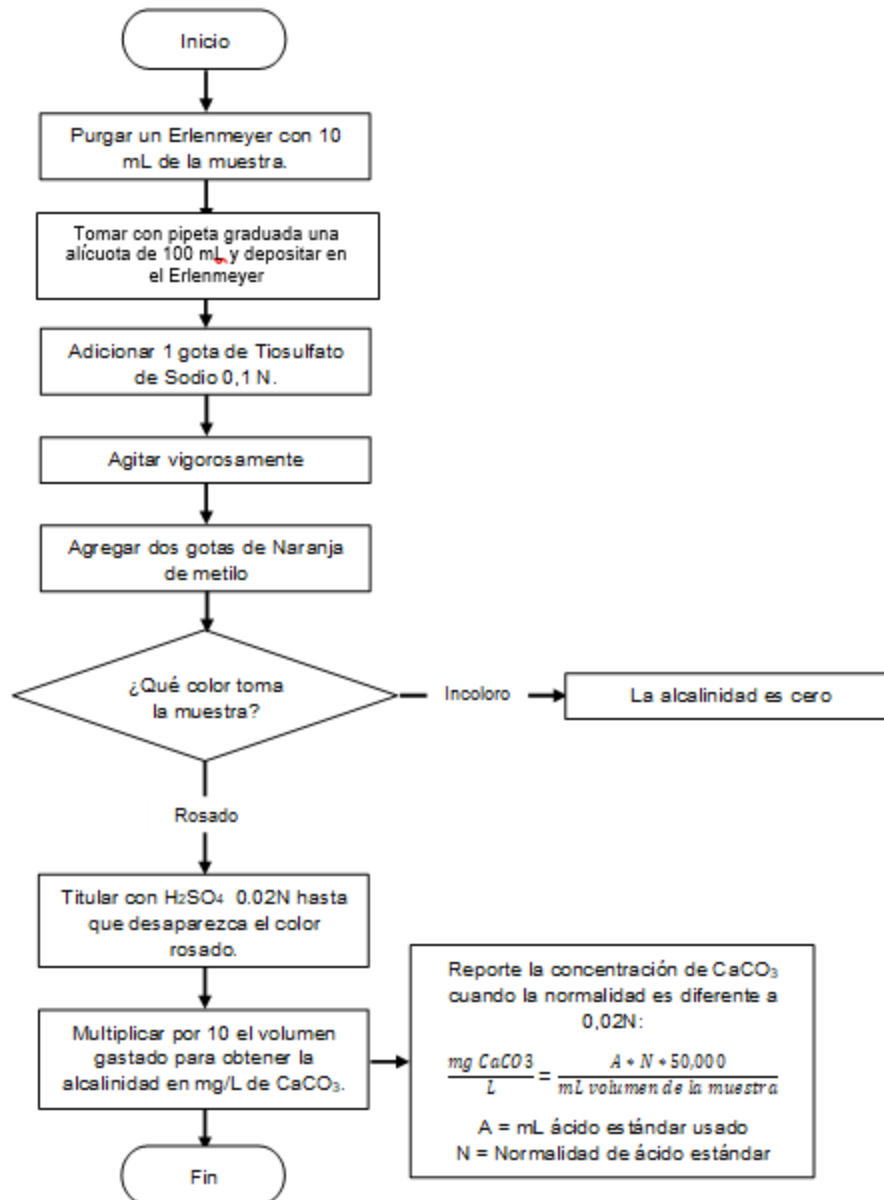 Inicio
Purgar un Erlenmeyer con 10
mL de la muestra.
Tomar con pipeta graduada una
alícuota de 100 mL y depositar en
el Erlenmeyer
Adicionar 1 gota de Tiosulfato
de Sodio 0,1 N.
Agitar vigorosamente
Agregar dos gotas de Naranja
de metilo
¿Qué color toma
la muestra?
Incoloro
La alcalinidad es cero
Rosado
Titular con H₂SO₄ 0.02N hasta
que desaparezca el color
rosado.
Multiplicar por 10 el volumen
gastado para obtener la
alcalinidad en mg/L de CaCO₃.
Reporte la concentración de CaCO₃
cuando la normalidad es diferente a
0,02N:
mg CaCO3 / L = A * N * 50,000 / mL volumen de la muestra
A = mL ácido estándar usado
N = Normalidad de ácido estándar
Fin